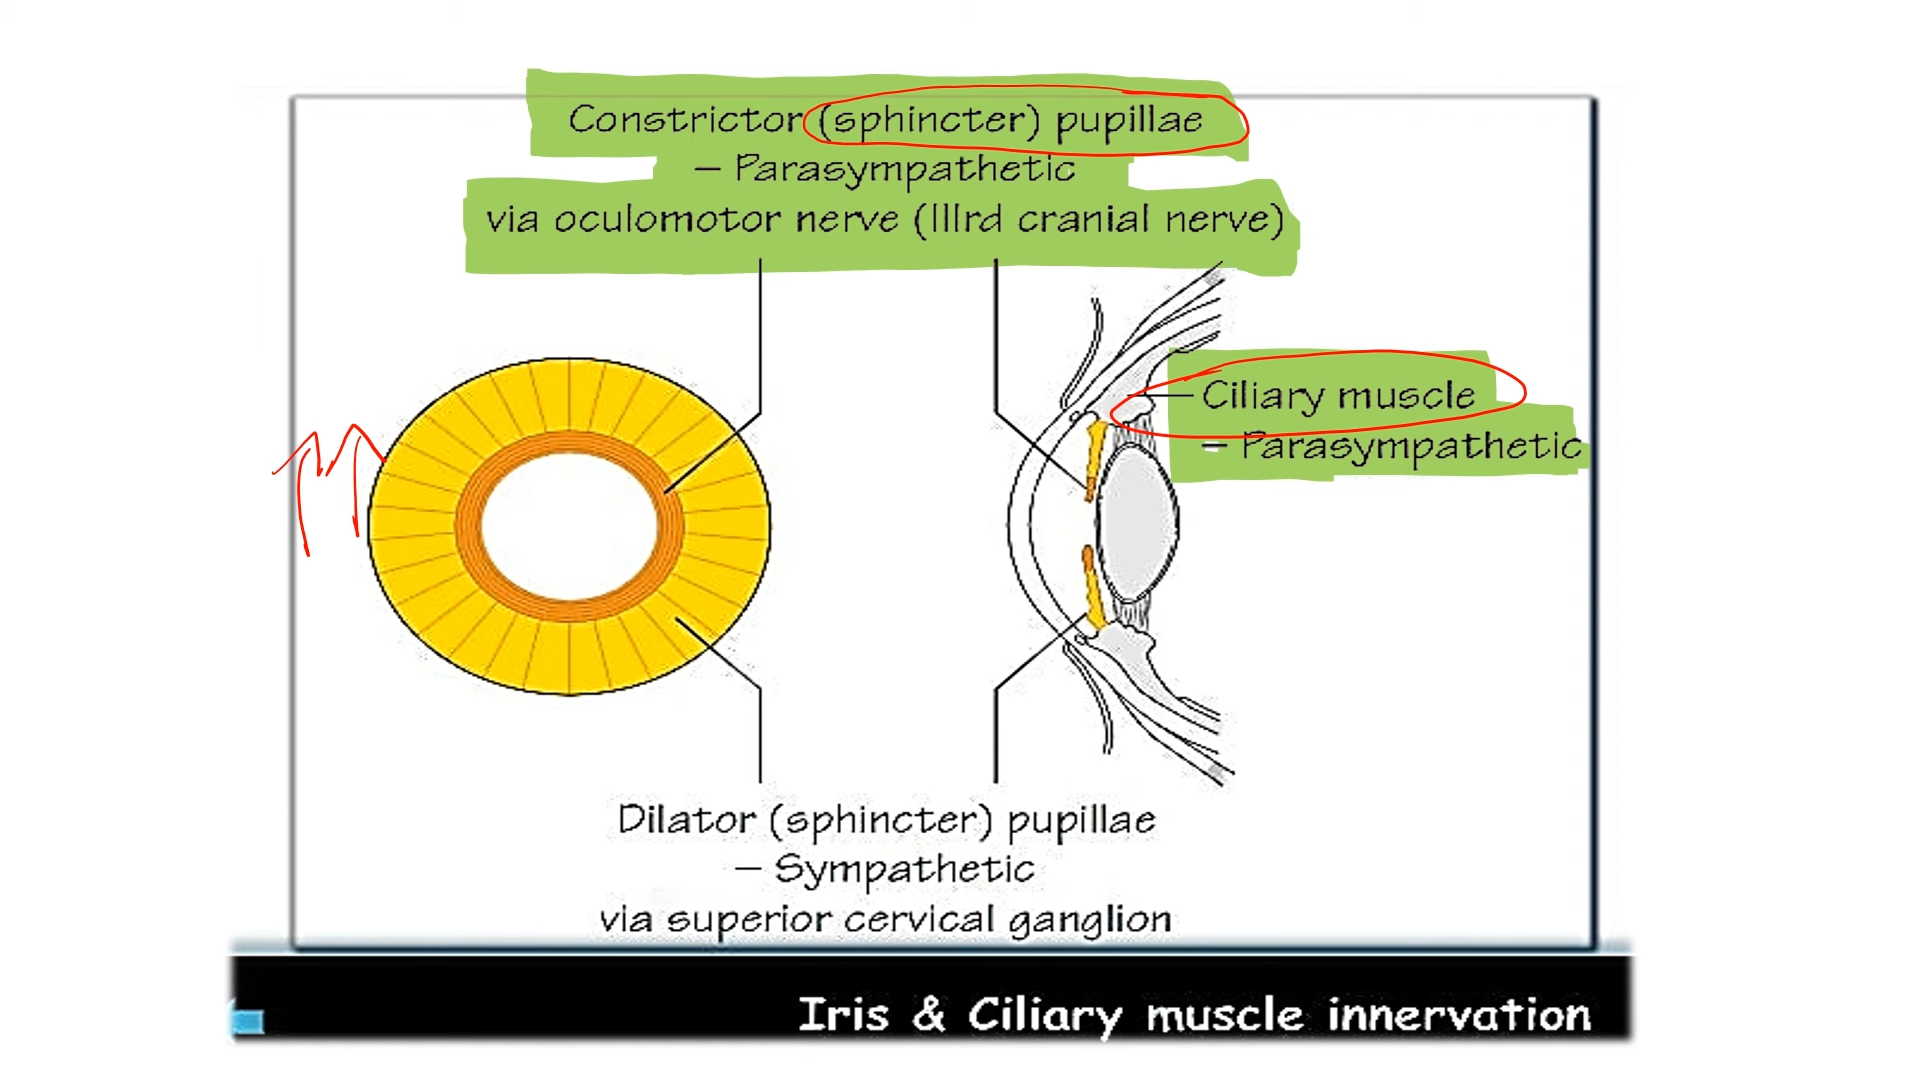 Constrictor (sphincter) pupillae
– Parasympathetic
via oculomotor nerve (IIIrd cranial nerve)
Ciliary muscle
– Parasympathetic
Dilator (sphincter) pupillae
– Sympathetic
via superior cervical ganglion
Iris & Ciliary muscle innervation